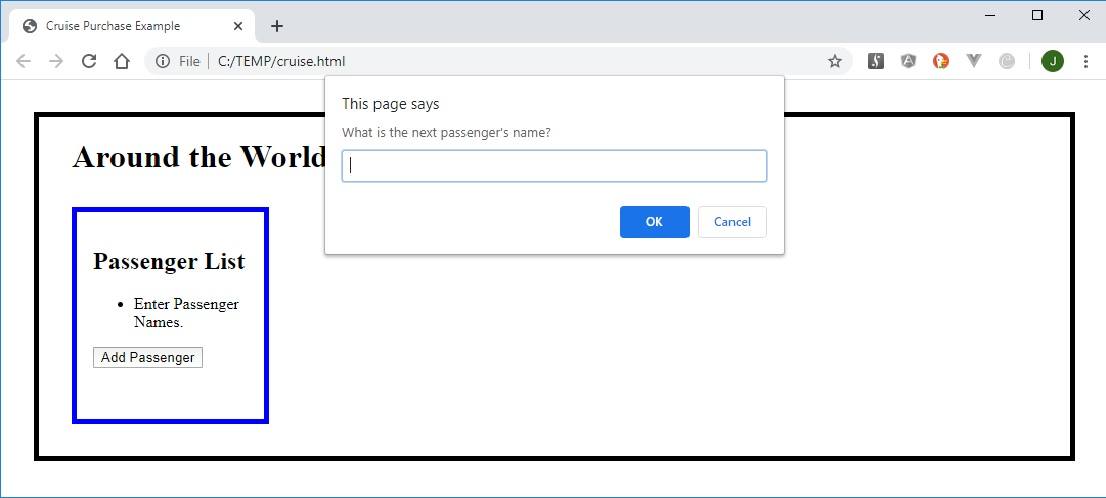 Cruise Purchase Example
File
C:/TEMP/cruise.html
J
This page says
What is the next passenger's name?
OK
Cancel
Around the World
Passenger List
• Enter Passenger
Names.
Add Passenger